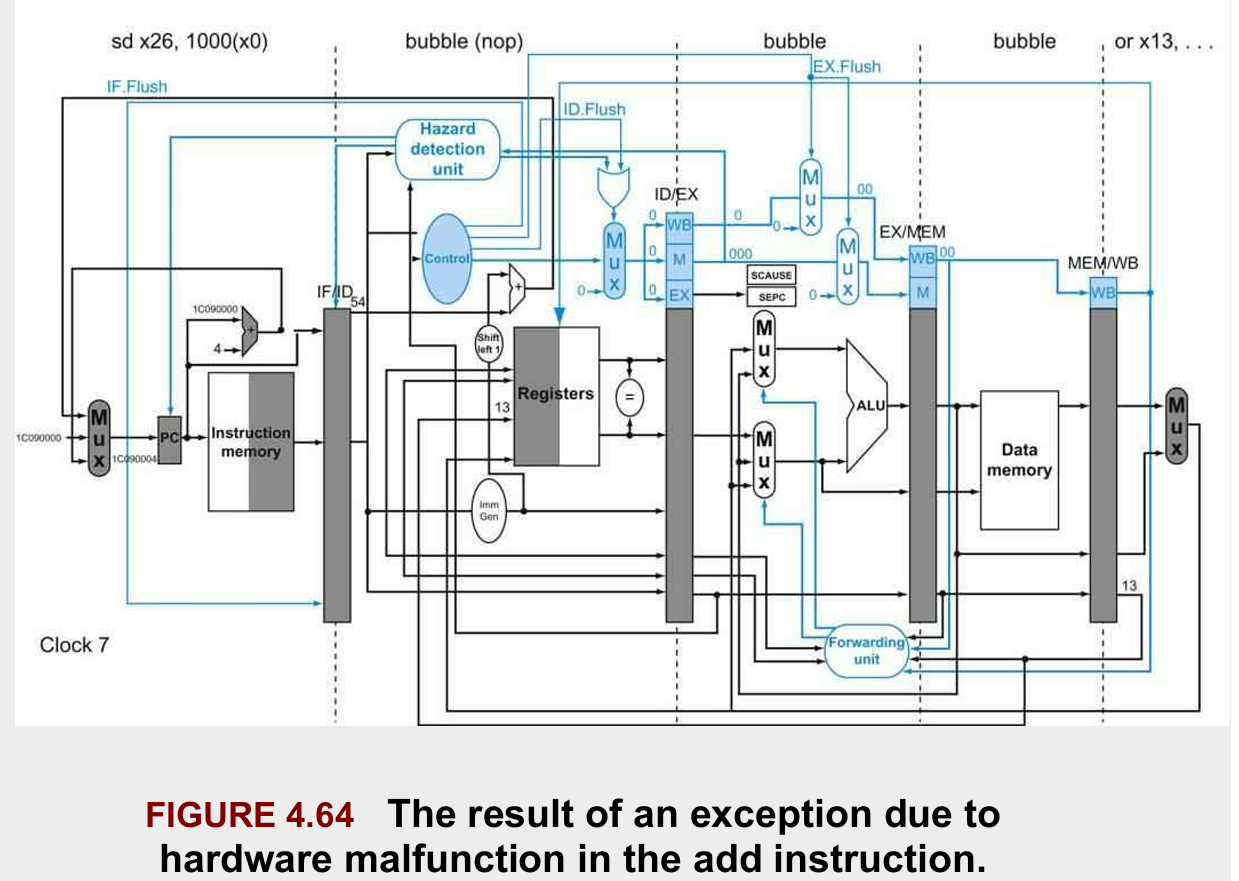 sd x26, 1000(x0) bubble (nop) bubble bubble or x13, . . .
IF.Flush
EX.Flush
ID.Flush
Hazard
detection
unit
Control
0
M
u
x
ID/EX
0
WB
0
M
0
EX
0
000
M
u
x
0
00
M
u
x
0
SCAUSE
SEPC
EX/MEM
WB
M
00
MEM/WB
WB
IF/ID
54
1C090000
4
+
+
Shift
left 1
M
u
x
1C090000
1C090004
PC
Instruction
memory
13
Registers
=
Imm
Gen
M
u
x
M
u
x
ALU
Data
memory
M
u
x
13
Forwarding
unit
Clock 7
FIGURE 4.64 The result of an exception due to
hardware malfunction in the add instruction.